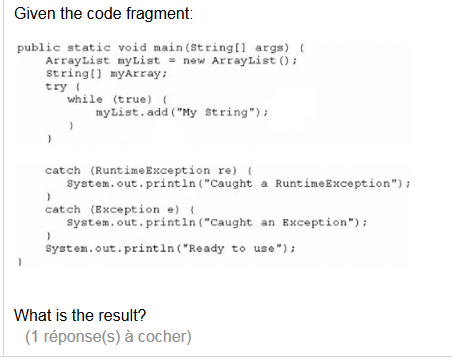 Given the code fragment:
public static void main(String[] args) {
ArrayList myList = new ArrayList();
String[] myArray;
try {
while (true) {
myList.add("My String");
}
}
catch (RuntimeException re) {
System.out.println("Caught a RuntimeException");
}
catch (Exception e) {
System.out.println("Caught an Exception");
}
System.out.println("Ready to use");
}
What is the result?
(1 réponse(s) à cocher)